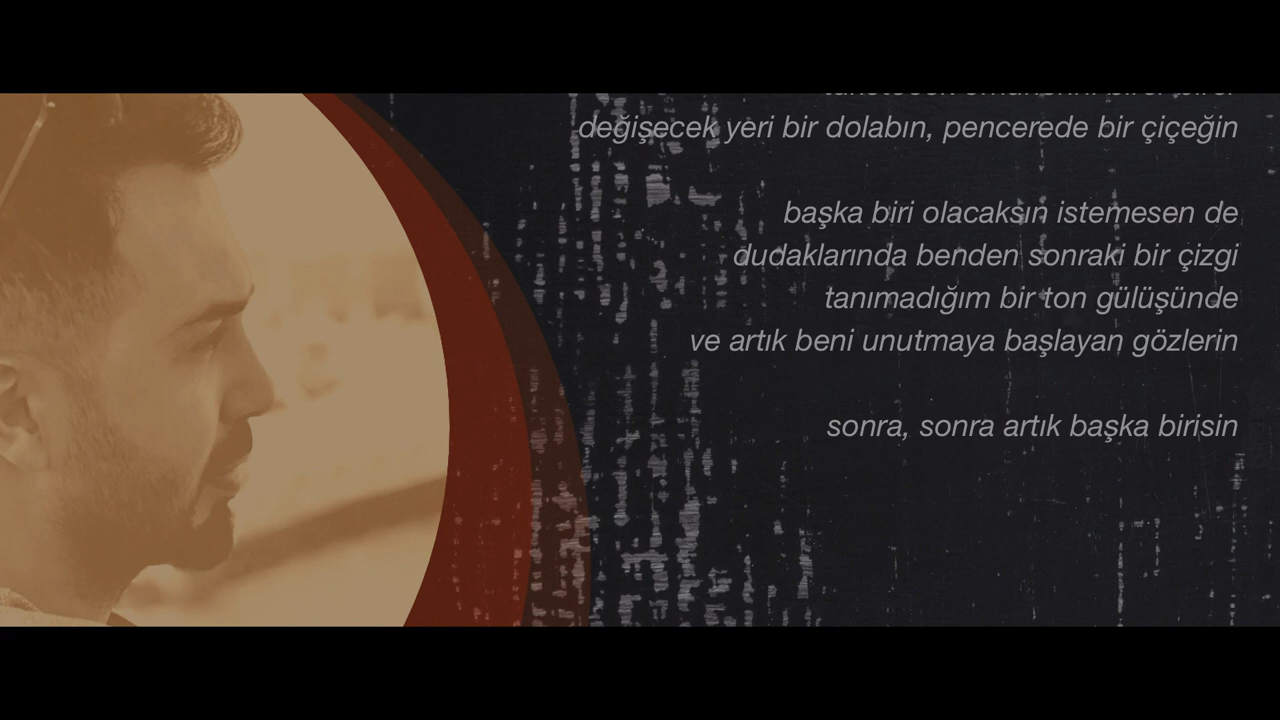 değişecek yeri bir dolabın, pencerede bir çiçeğin
başka biri olacaksın istemesen de
dudaklarında benden sonraki bir çizgi
tanımadığım bir ton gülüşünde
ve artık beni unutmaya başlayan gözlerin
sonra, sonra artık başka birisin